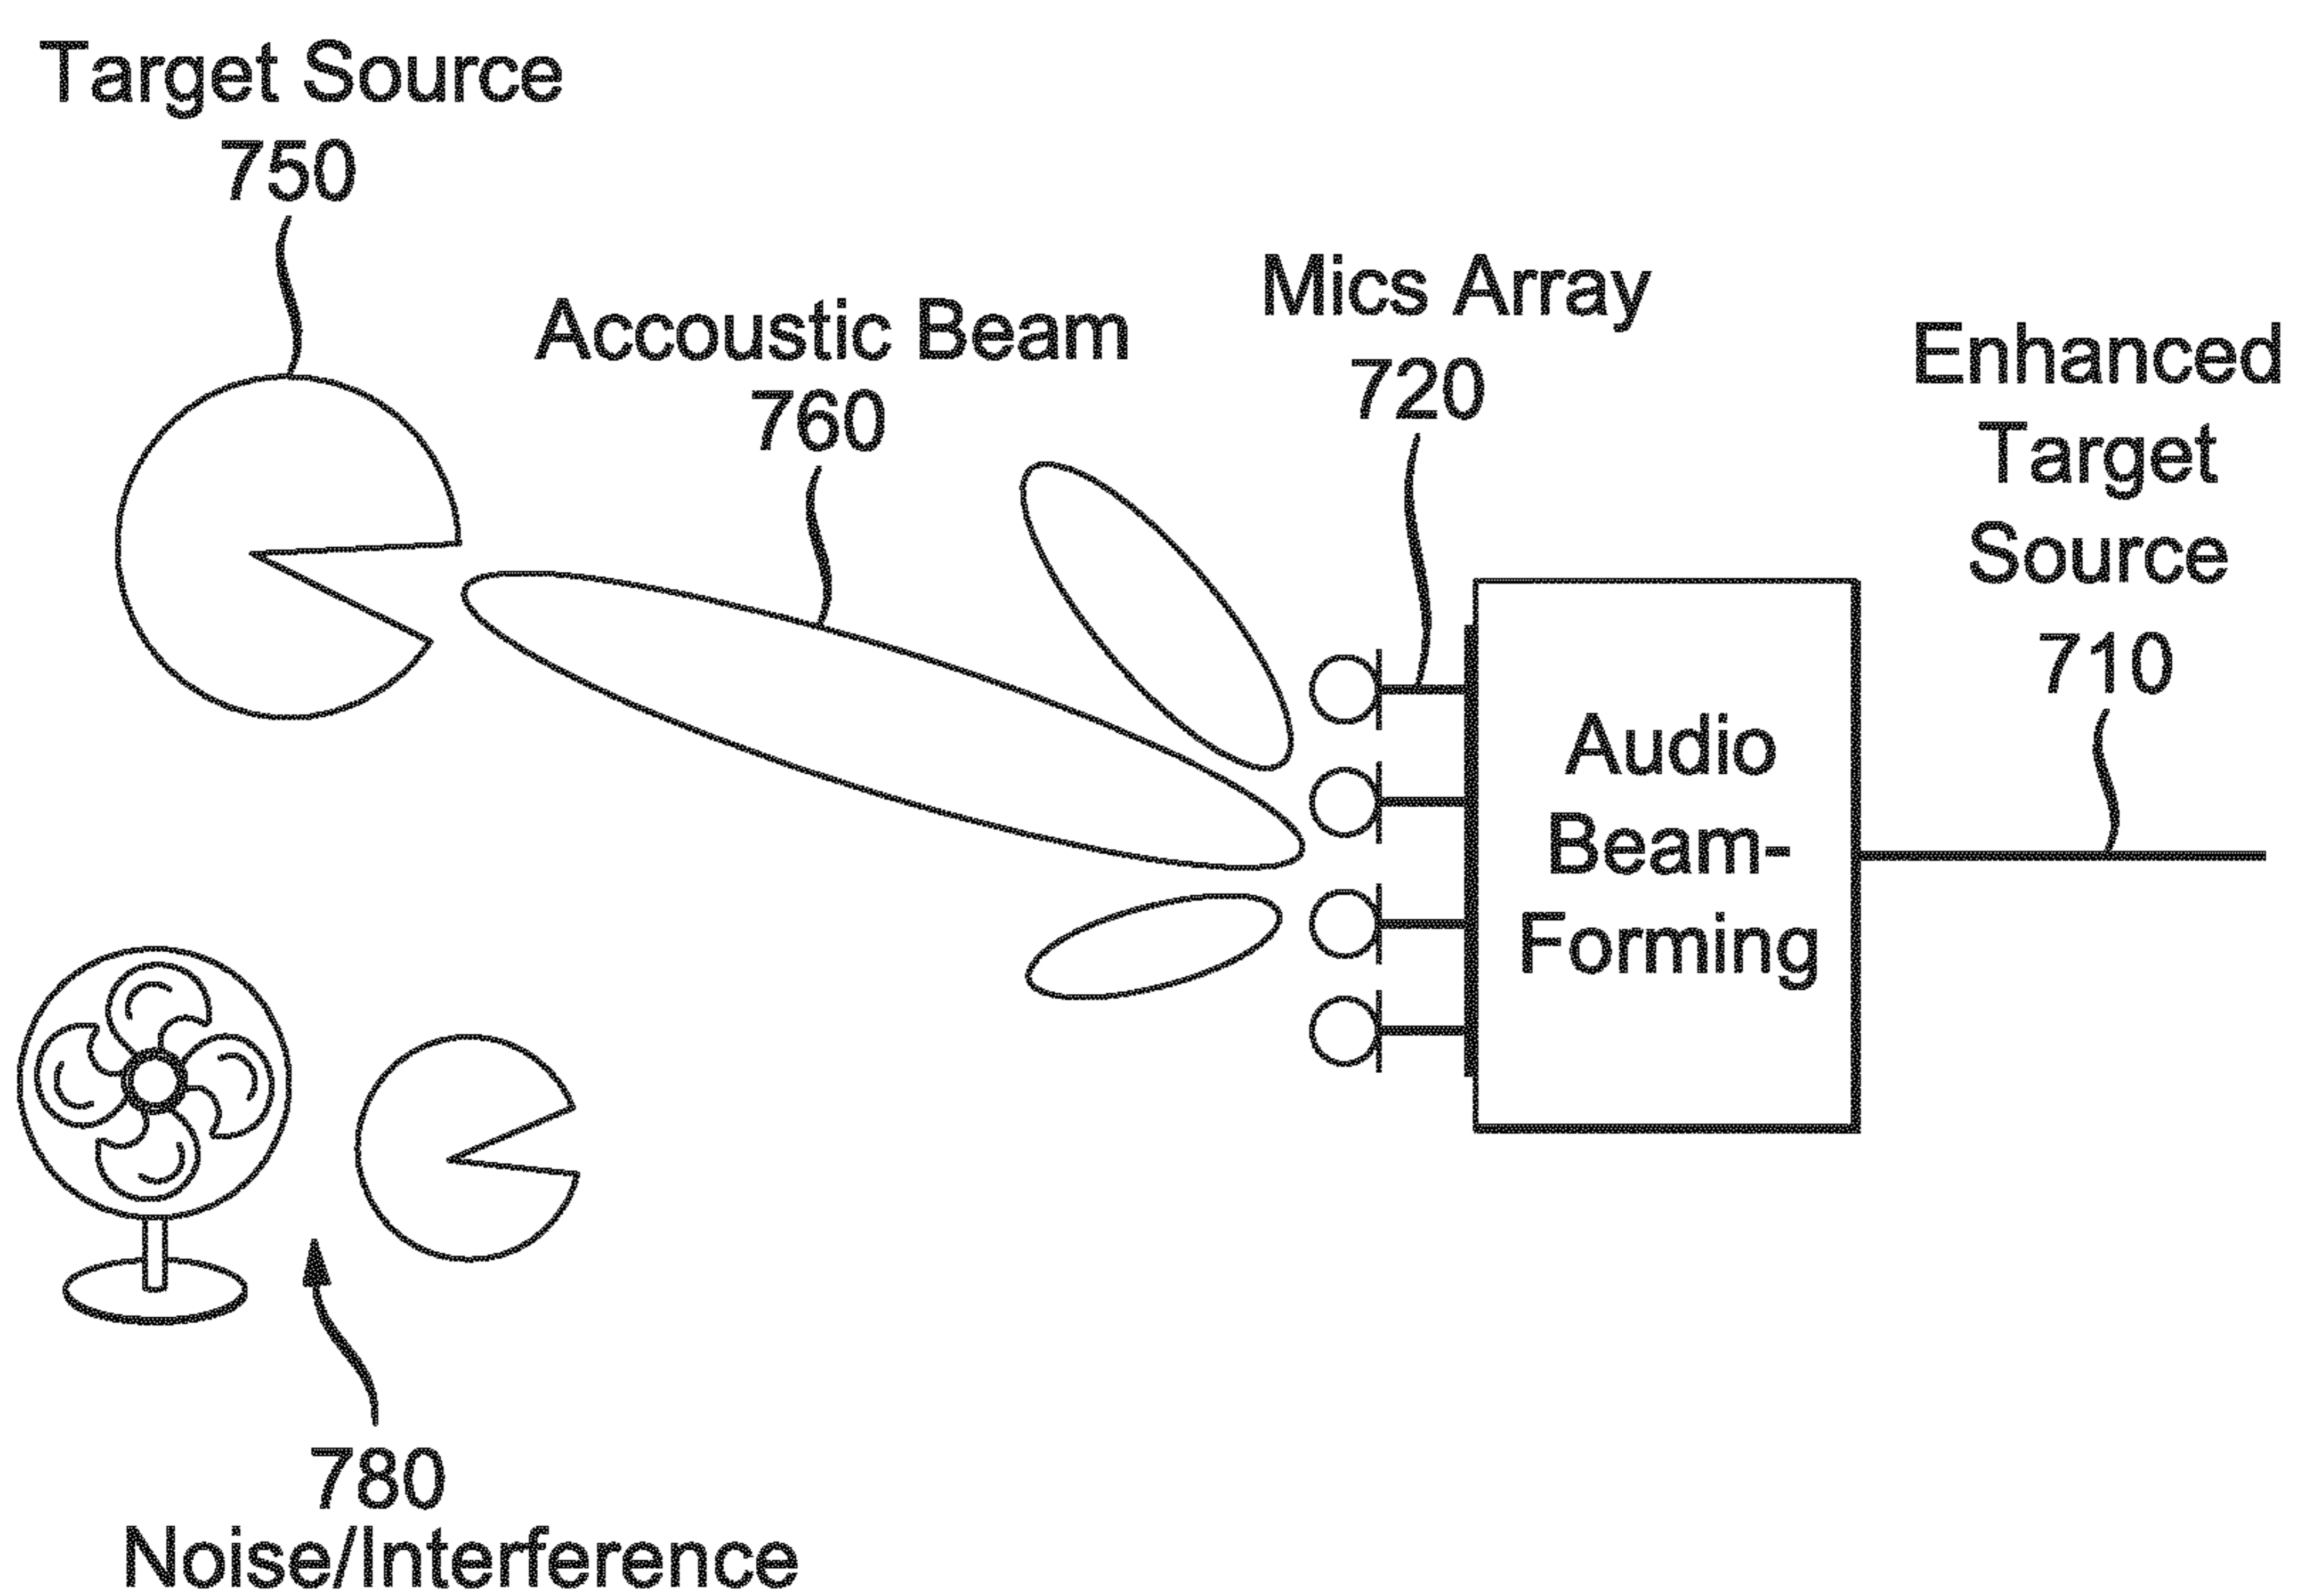 Target Source
750
Accoustic Beam
760
Mics Array
720
Enhanced
Target
Source
710
Audio
Beam-
Forming
780
Noise/Interference